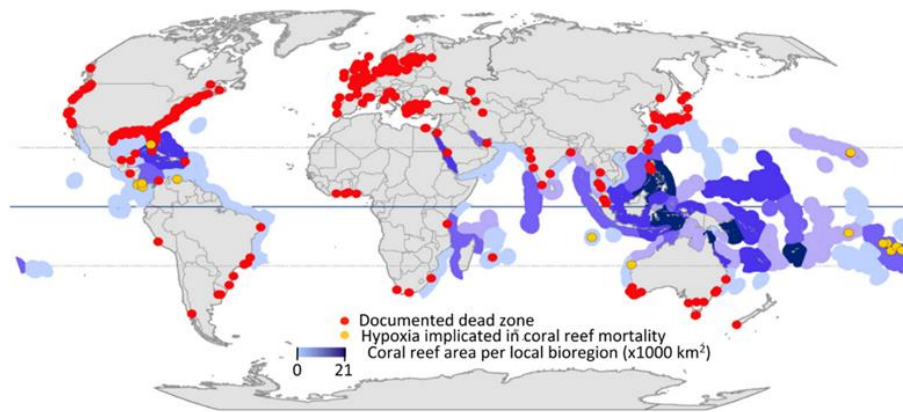 Documented dead zone
Hypoxia implicated in coral reef mortality
Coral reef area per local bioregion (x1000 km²)
0 21